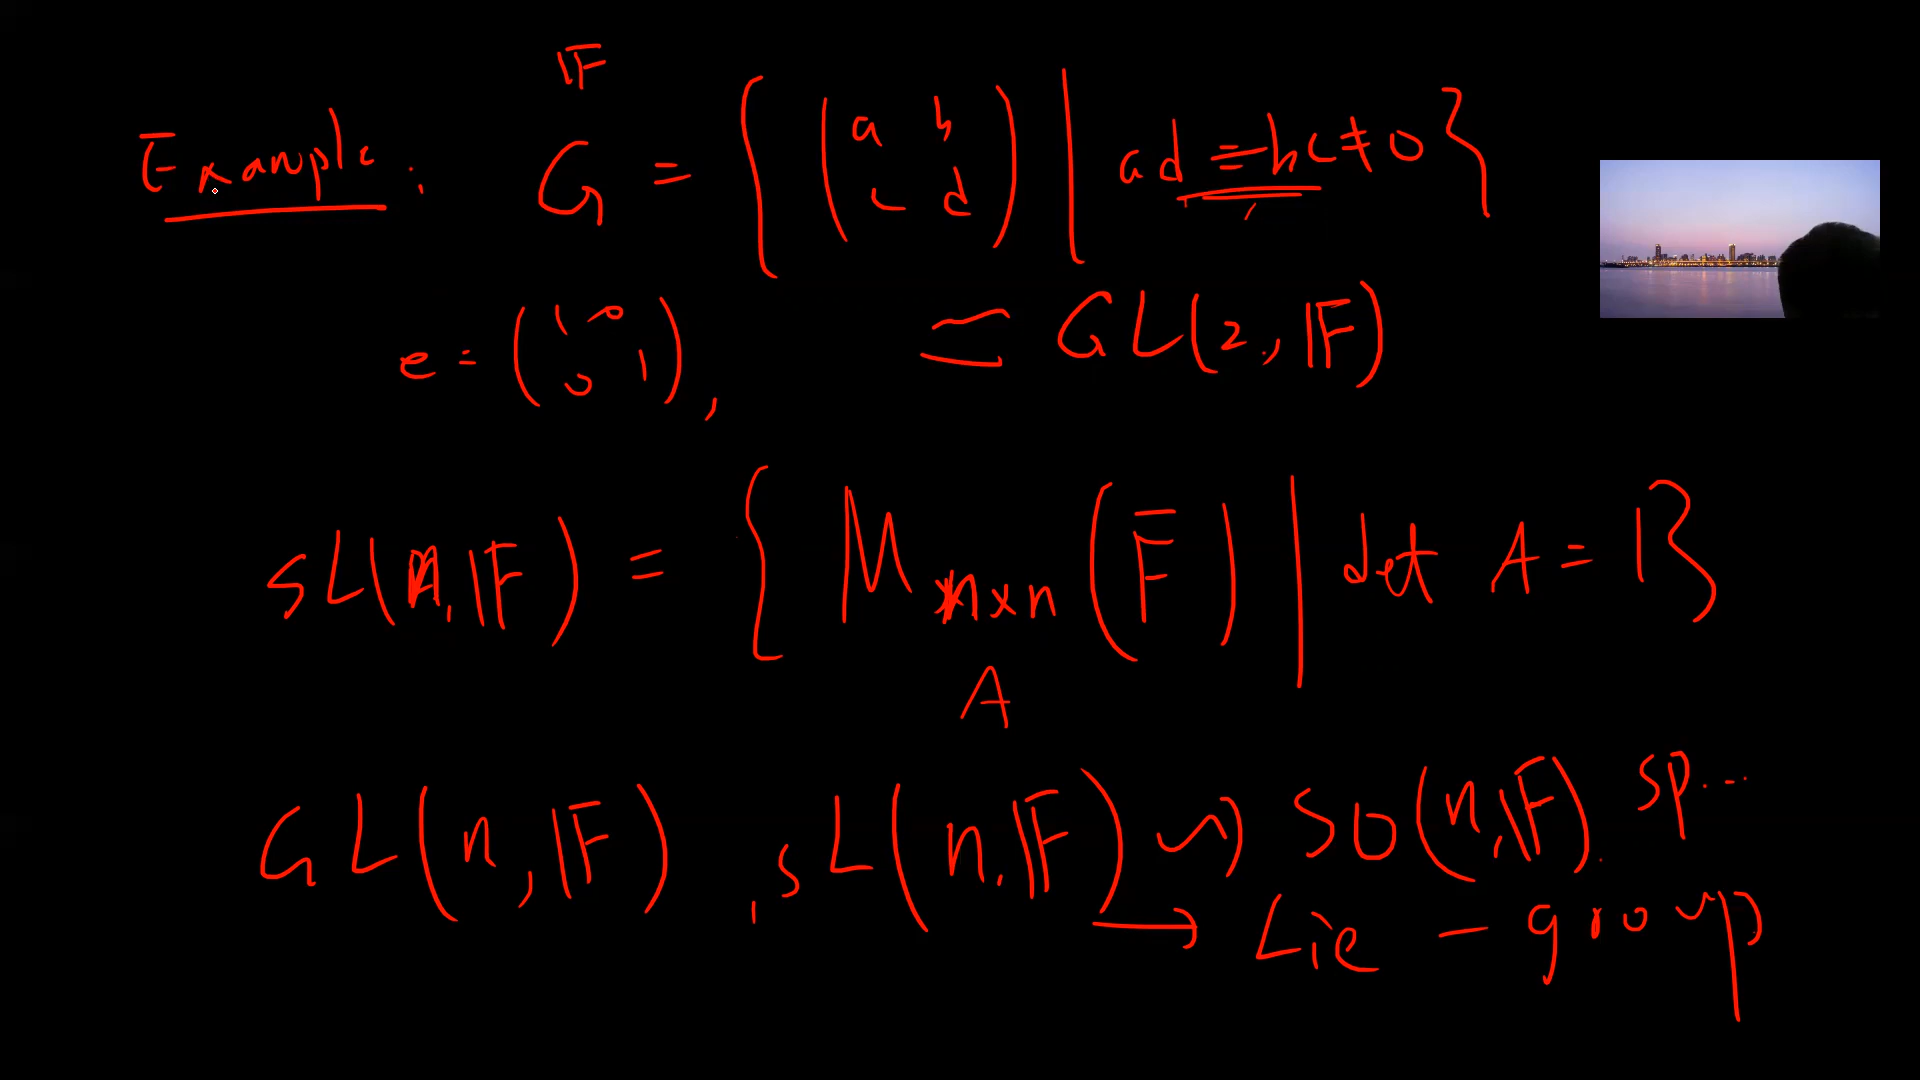 𝔽
Example: G = { ( a b c d ) | ad - bc ≠ 0 }
e = ( 1 0 0 1 ), = GL(2, 𝔽)
SL(n, 𝔽) = { M n×n (F) | det A = 1 }
A
GL(n, 𝔽), SL(n, 𝔽) ⇝ SO(n, 𝔽). Sp...
→ Lie - group